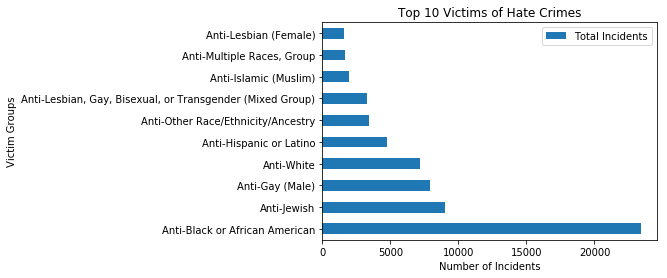 Top 10 Victims of Hate Crimes
Total Incidents
Anti-Lesbian (Female)
Anti-Multiple Races, Group
Anti-Islamic (Muslim)
Anti-Lesbian, Gay, Bisexual, or Transgender (Mixed Group)
Anti-Other Race/Ethnicity/Ancestry
Anti-Hispanic or Latino
Anti-White
Anti-Gay (Male)
Anti-Jewish
Anti-Black or African American
Victim Groups
0 5000 10000 15000 20000
Number of Incidents